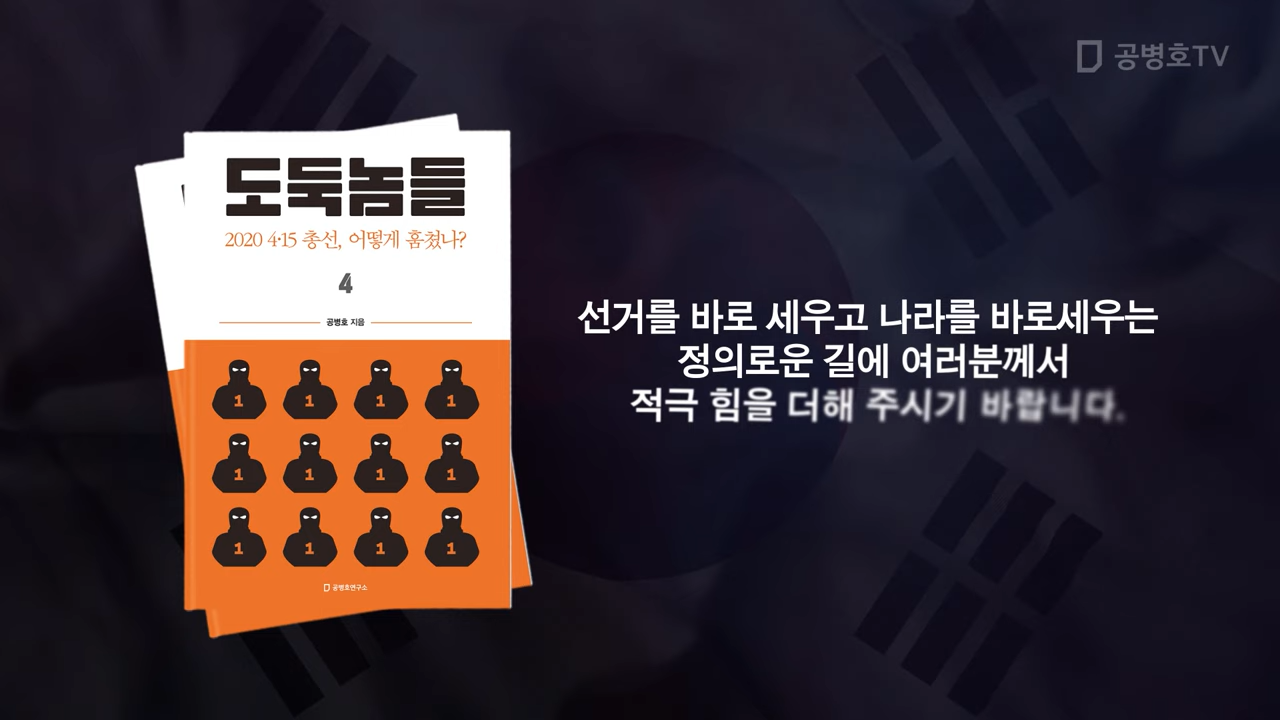 공병호TV
도둑놈들
2020 4·15 총선, 어떻게 훔쳤나?
4
공병호 지음
1 1 1 1
1 1 1 1
1 1 1 1
공병호연구소
선거를 바로 세우고 나라를 바로세우는
정의로운 길에 여러분께서
적극 힘을 더해 주시기 바랍니다.